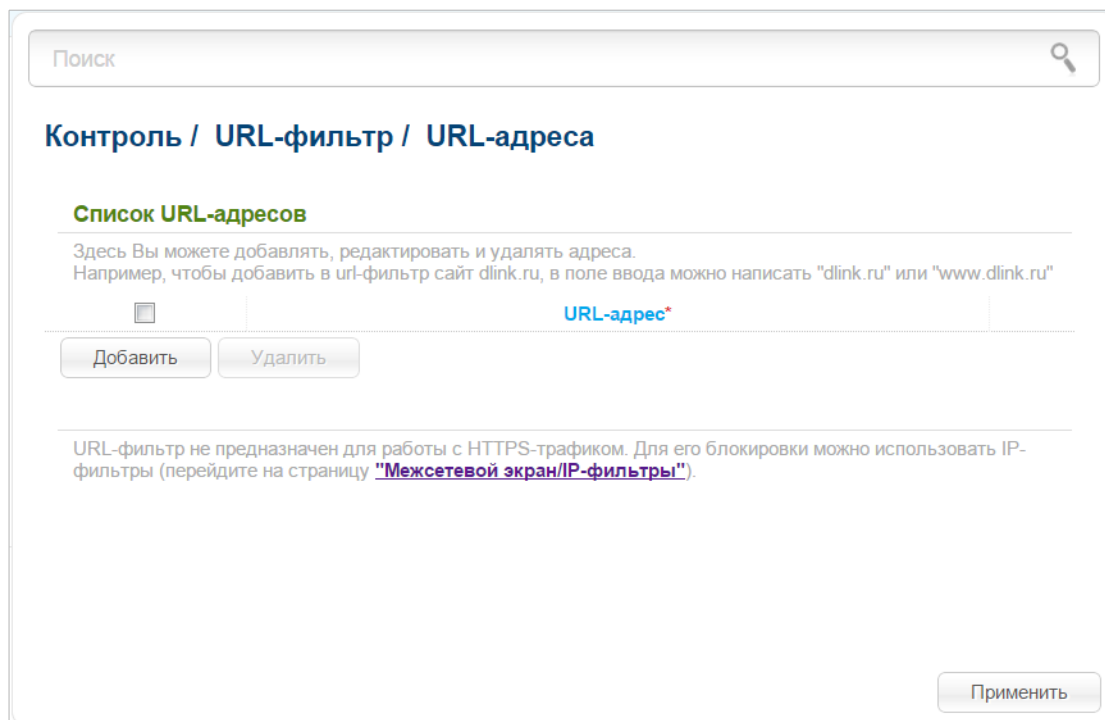 Поиск
Контроль / URL-фильтр / URL-адреса
Список URL-адресов
Здесь Вы можете добавлять, редактировать и удалять адреса.
Например, чтобы добавить в url-фильтр сайт dlink.ru, в поле ввода можно написать "dlink.ru" или "www.dlink.ru"
URL-адрес*
Добавить Удалить
URL-фильтр не предназначен для работы с HTTPS-трафиком. Для его блокировки можно использовать IP-
фильтры (перейдите на страницу "Межсетевой экран/IP-фильтры").
Применить